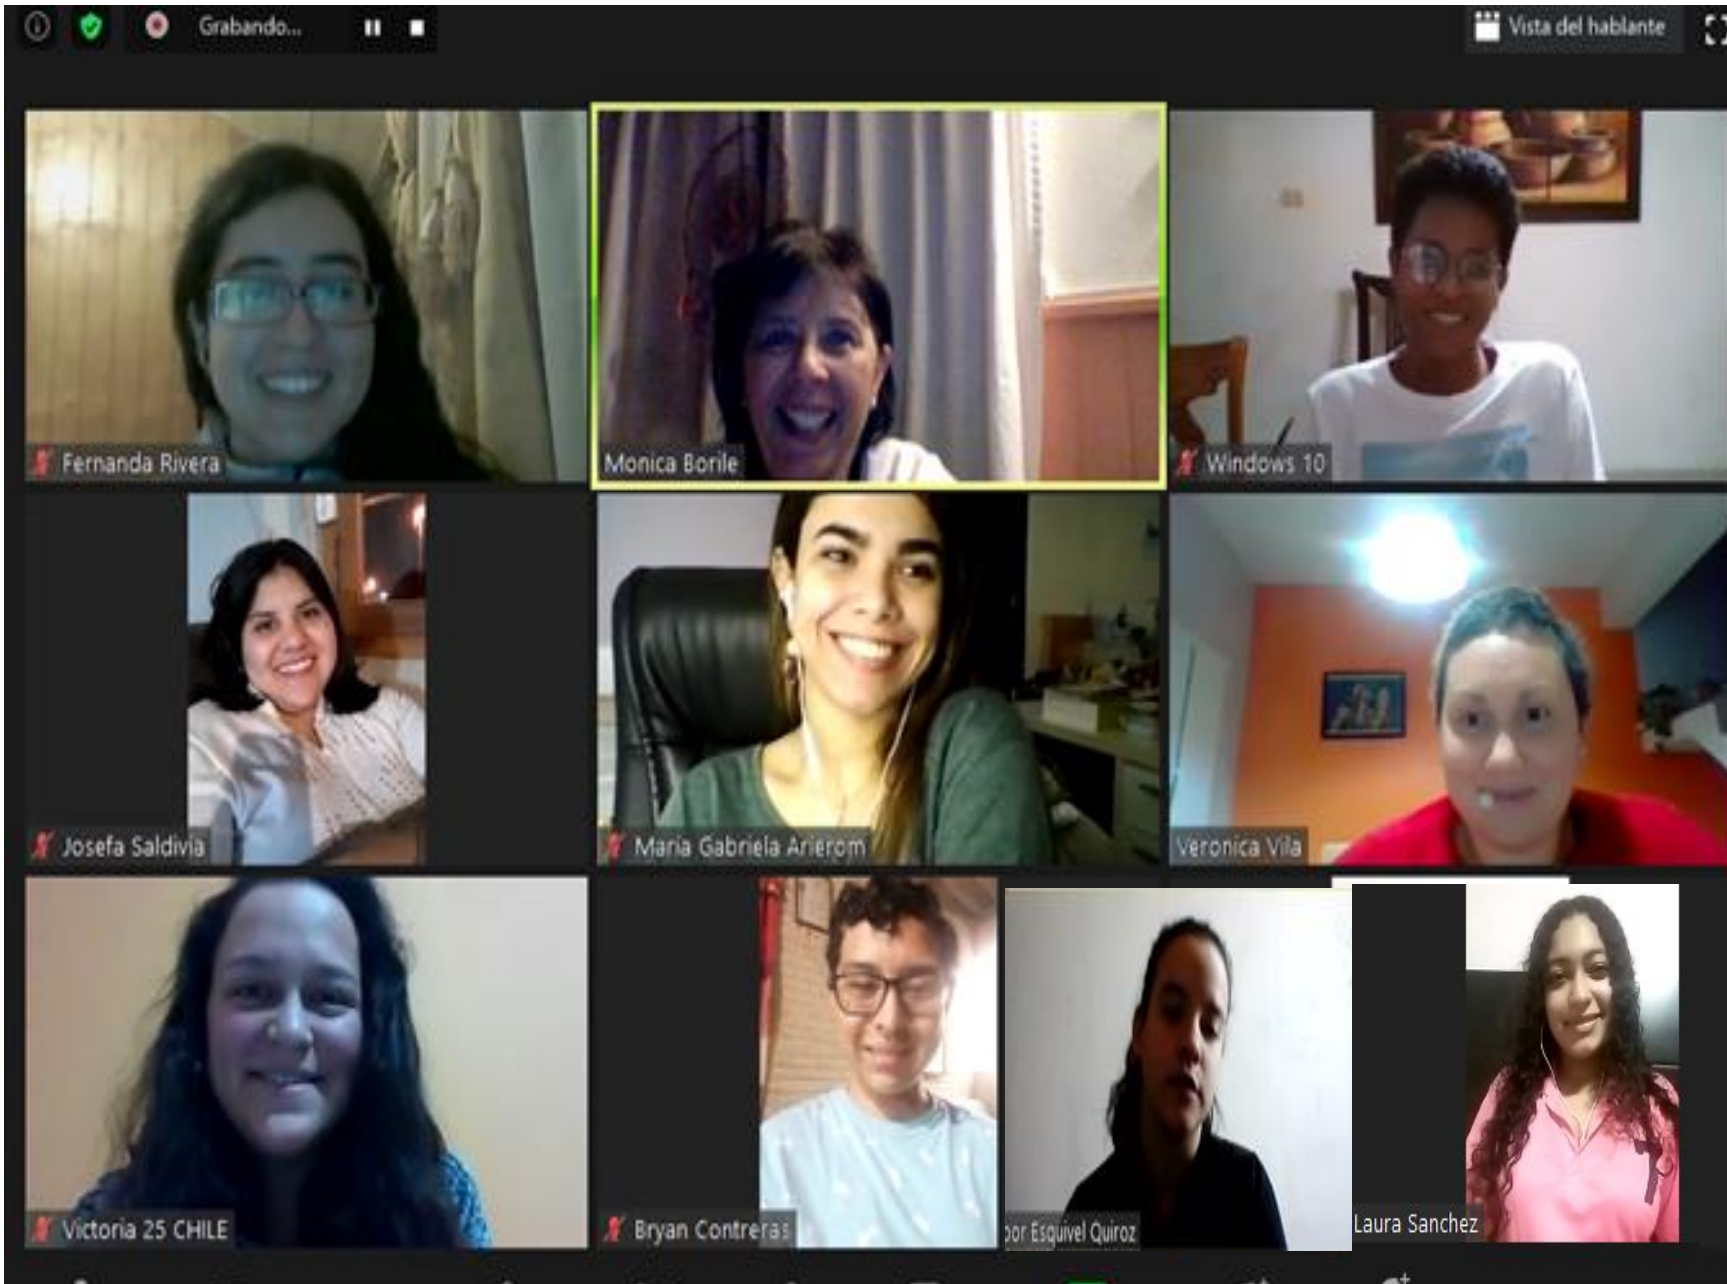 Grabando...
Vista del hablante
Fernanda Rivera
Monica Borile
Windows 10
Josefa Saldivia
Maria Gabriela Arierom
Veronica Vila
Victoria 25 CHILE
Bryan Contreras
por Esquivel Quiroz
Laura Sanchez